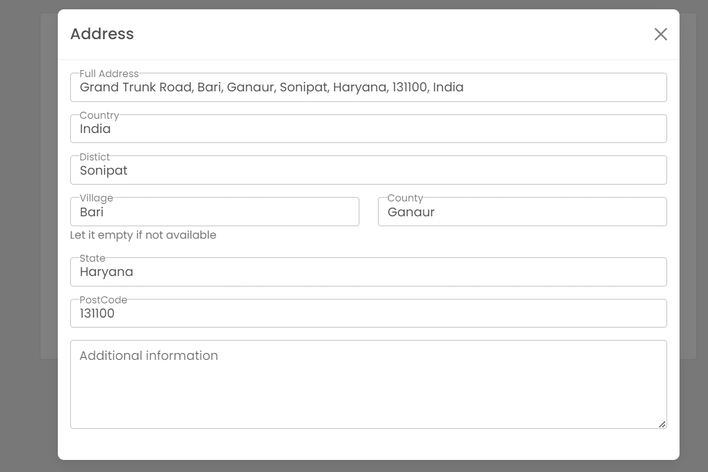 Address
Full Address
Grand Trunk Road, Bari, Ganaur, Sonipat, Haryana, 131100, India
Country
India
Distict
Sonipat
Village
Bari
County
Ganaur
Let it empty if not available
State
Haryana
PostCode
131100
Additional information